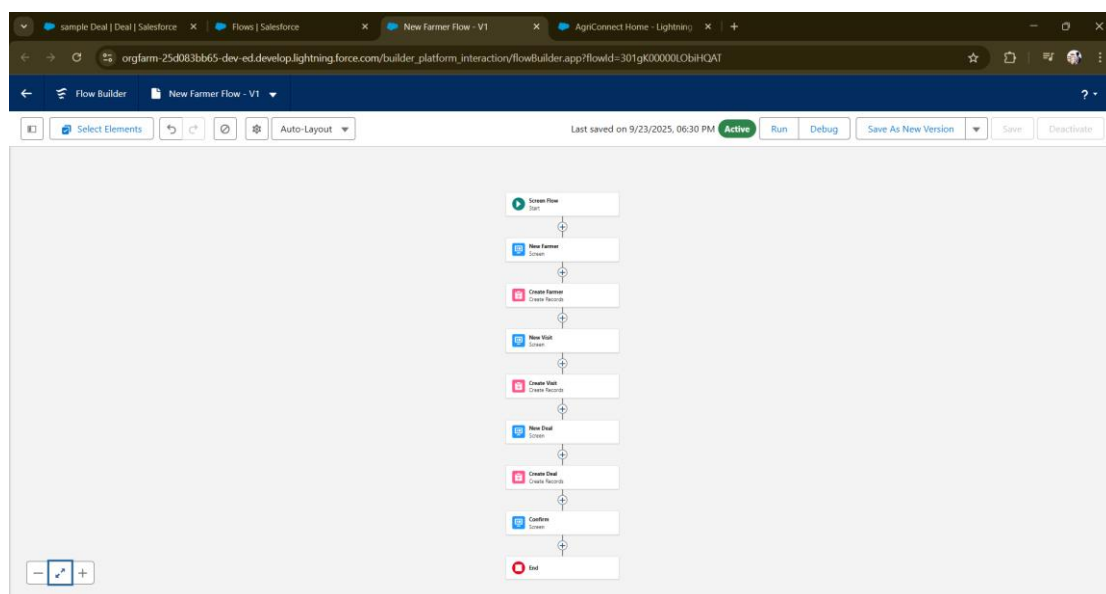 sample Deal | Deal | Salesforce
Flows | Salesforce
New Farmer Flow - V1
AgriConnect Home - Lightning
orgfarm-25d083bb65-dev-ed.develop.lightning.force.com/builder_platform_interaction/flowBuilder.app?flowId=301gK00000LObiHQAT
Flow Builder
New Farmer Flow - V1
?
Select Elements
Auto-Layout
Last saved on 9/23/2025, 06:30 PM
Active
Run
Debug
Save As New Version
Save
Deactivate
Screen Flow
Start
New Farmer
Screen
Create Farmer
Create Records
New Visit
Screen
Create Visit
Create Records
New Deal
Screen
Create Deal
Create Records
Confirm
Screen
End